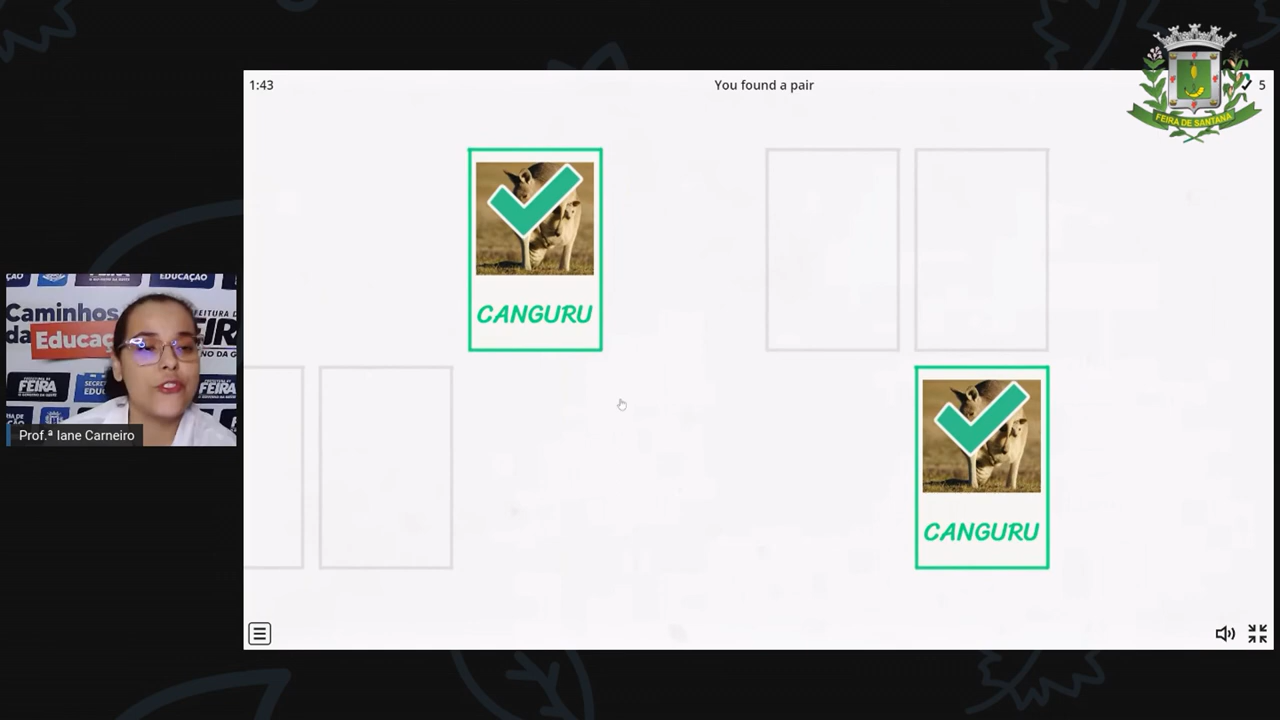 1:43
You found a pair
5
FEIRA DE SANTANA
CANGURU
CANGURU
EDUCAÇÃO
Caminhos
da Educaç
FEIRA
FEIRA
Prof.ª Iane Carneiro